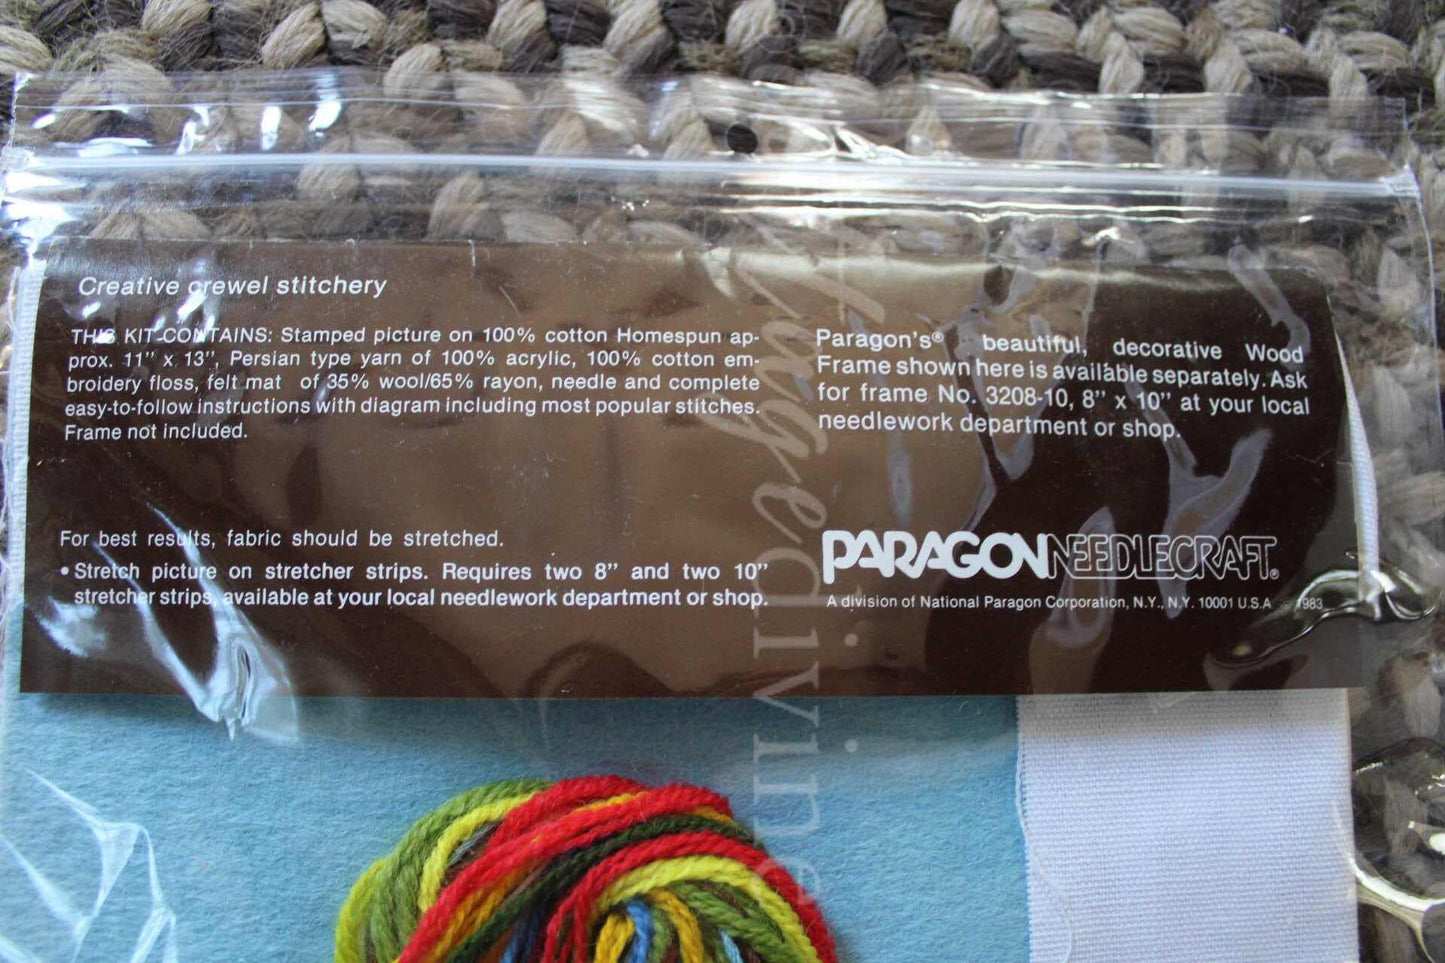 Creative crewel stitchery
THIS KIT CONTAINS: Stamped picture on 100% cotton Homespun ap-
prox. 11" x 13", Persian type yarn of 100% acrylic, 100% cotton em-
broidery floss, felt mat of 35% wool/65% rayon, needle and complete
easy-to-follow instructions with diagram including most popular stitches.
Frame not included.
For best results, fabric should be stretched.
• Stretch picture on stretcher strips. Requires two 8" and two 10"
stretcher strips, available at your local needlework department or shop.
Paragon's® beautiful, decorative Wood
Frame shown here is available separately. Ask
for frame No. 3208-10, 8" x 10" at your local
needlework department or shop.
PARAGON NEEDLECRAFT®
A division of National Paragon Corporation, N.Y., N.Y. 10001 U.S.A © 1983